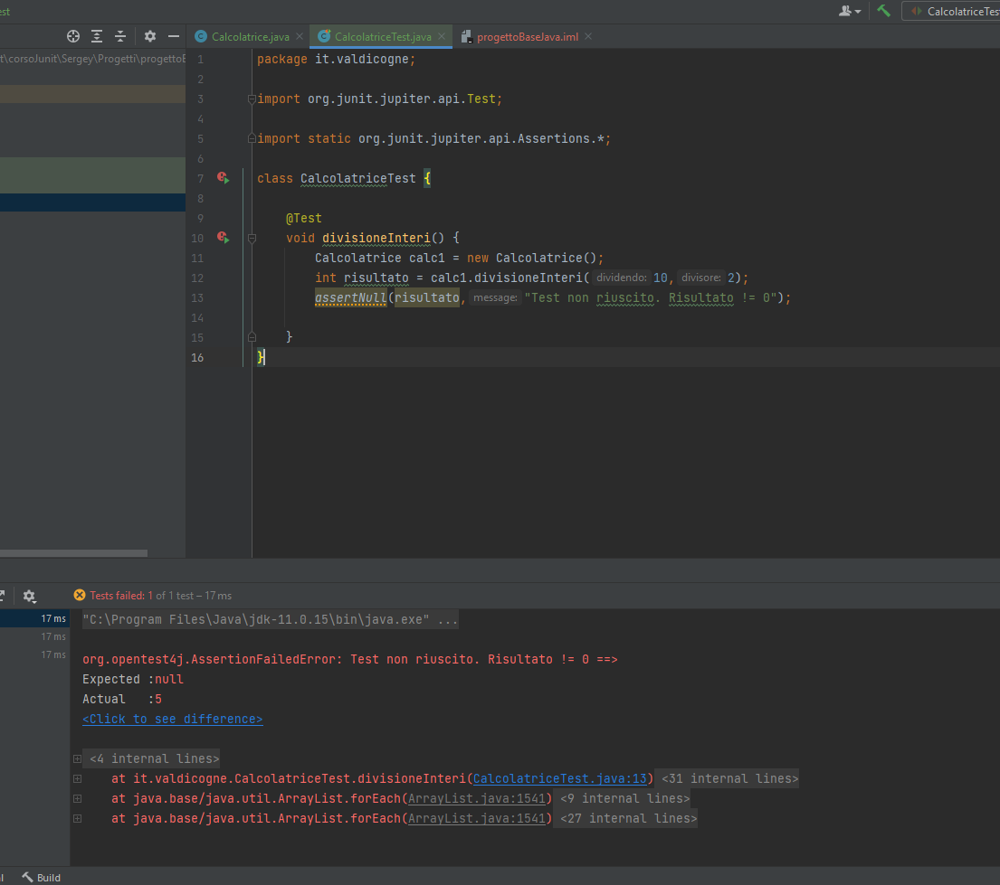 est
CalcolatriceTest
Calcolatrice.java
CalcolatriceTest.java
progettoBaseJava.iml
t\corsoJunit\Sergey\Progetti\progettoB
1 package it.valdicogne;
2
3 import org.junit.jupiter.api.Test;
4
5 import static org.junit.jupiter.api.Assertions.*;
6
7 class CalcolatriceTest {
8
9 @Test
10 void divisioneInteri() {
11 Calcolatrice calc1 = new Calcolatrice();
12 int risultato = calc1.divisioneInteri( dividendo: 10, divisore: 2);
13 assertNull(risultato, message: "Test non riuscito. Risultato != 0");
14
15 }
16 }
Tests failed: 1 of 1 test – 17 ms
17 ms
17 ms
17 ms
"C:\Program Files\Java\jdk-11.0.15\bin\java.exe" ...
org.opentest4j.AssertionFailedError: Test non riuscito. Risultato != 0 ==>
Expected :null
Actual :5
<Click to see difference>
<4 internal lines>
at it.valdicogne.CalcolatriceTest.divisioneInteri(CalcolatriceTest.java:13) <31 internal lines>
at java.base/java.util.ArrayList.forEach(ArrayList.java:1541) <9 internal lines>
at java.base/java.util.ArrayList.forEach(ArrayList.java:1541) <27 internal lines>
Build